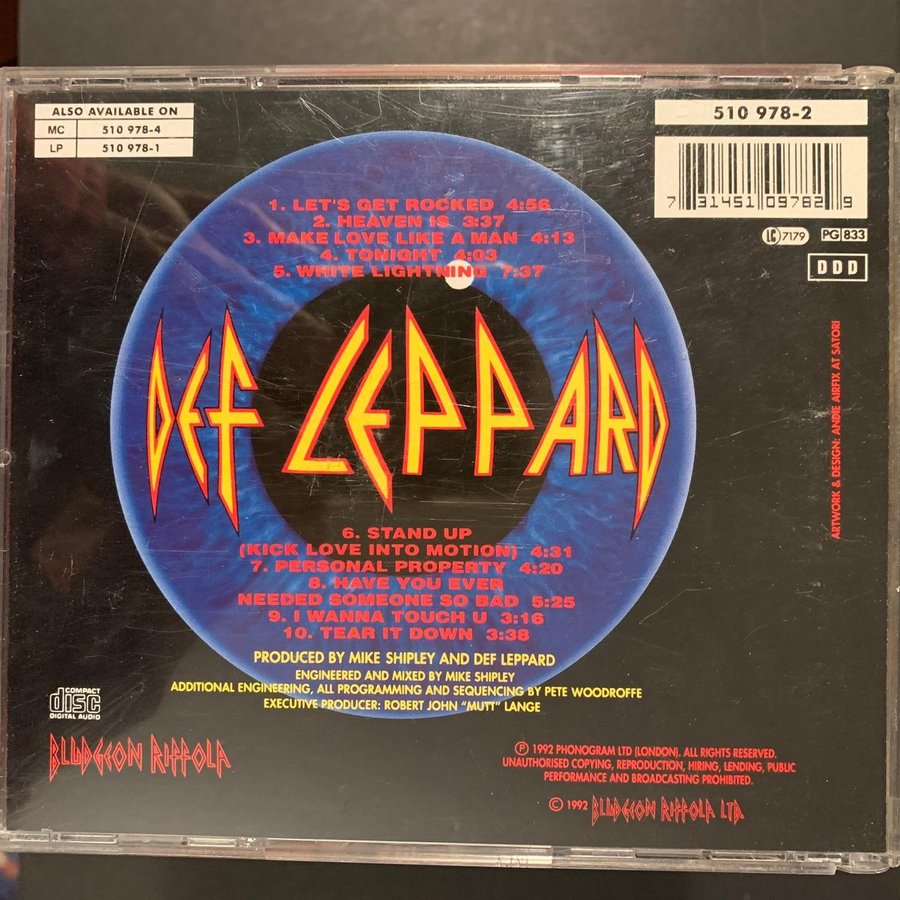 ALSO AVAILABLE ON
MC 510 978-4
LP 510 978-1
510 978-2
7 31451 09782 9
LC 7179 PG 833
DDD
1. LET'S GET ROCKED 4:56
2. HEAVEN IS 3:37
3. MAKE LOVE LIKE A MAN 4:13
4. TONIGHT 4:03
5. WHITE LIGHTNING 7:37
DEF LEPPARD
6. STAND UP
(KICK LOVE INTO MOTION) 4:31
7. PERSONAL PROPERTY 4:20
8. HAVE YOU EVER
NEEDED SOMEONE SO BAD 5:25
9. I WANNA TOUCH U 3:16
10. TEAR IT DOWN 3:38
PRODUCED BY MIKE SHIPLEY AND DEF LEPPARD
ENGINEERED AND MIXED BY MIKE SHIPLEY
ADDITIONAL ENGINEERING, ALL PROGRAMMING AND SEQUENCING BY PETE WOODROFFE
EXECUTIVE PRODUCER: ROBERT JOHN "MUTT" LANGE
ARTWORK & DESIGN: ANDIE AIRFIX AT SATORI
COMPACT
disc
DIGITAL AUDIO
BLUDGEON RIFFOLA
Ⓟ 1992 PHONOGRAM LTD (LONDON). ALL RIGHTS RESERVED.
UNAUTHORISED COPYING, REPRODUCTION, HIRING, LENDING, PUBLIC
PERFORMANCE AND BROADCASTING PROHIBITED.
© 1992 BLUDGEON RIFFOLA LTD.